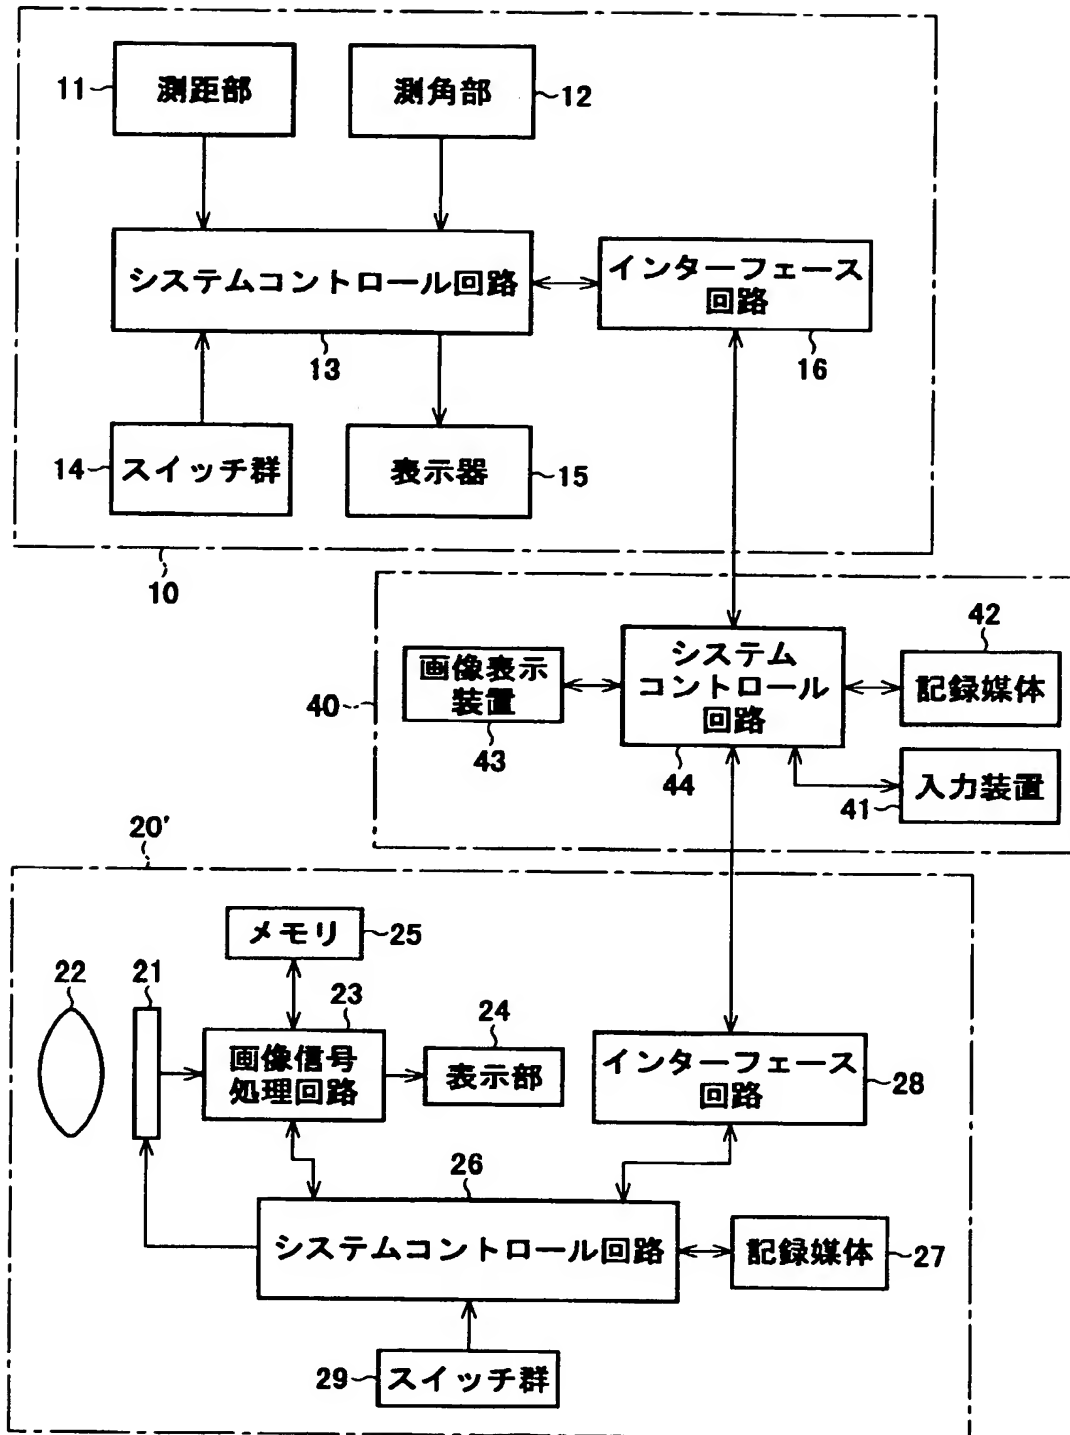 11
測距部
測角部
12
システムコントロール回路
13
インターフェース
回路
16
14
スイッチ群
表示器
15
10
40
画像表示
装置
43
システム
コントロール
回路
44
42
記録媒体
41
入力装置
20'
メモリ
25
22
21
23
画像信号
処理回路
24
表示部
インターフェース
回路
28
26
システムコントロール回路
記録媒体
27
29
スイッチ群